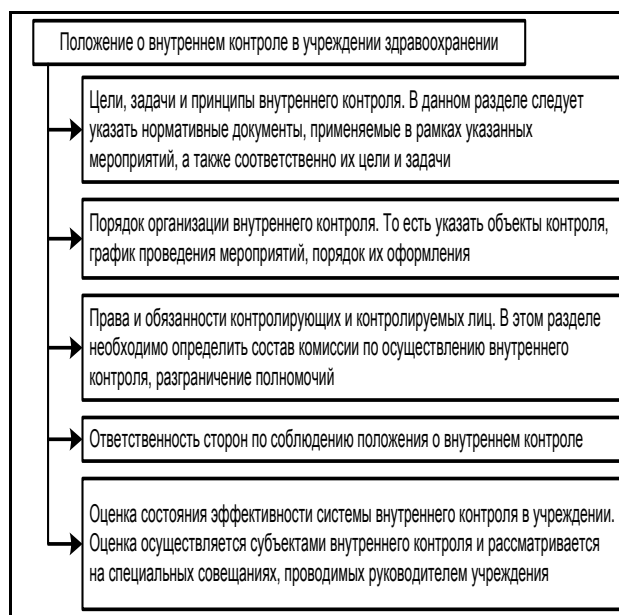 Положение о внутреннем контроле в учреждении здравоохранении
Цели, задачи и принципы внутреннего контроля. В данном разделе следует
указать нормативные документы, применяемые в рамках указанных
мероприятий, а также соответственно их цели и задачи
Порядок организации внутреннего контроля. То есть указать объекты контроля,
график проведения мероприятий, порядок их оформления
Права и обязанности контролирующих и контролируемых лиц. В этом разделе
необходимо определить состав комиссии по осуществлению внутреннего
контроля, разграничение полномочий
Ответственность сторон по соблюдению положения о внутреннем контроле
Оценка состояния эффективности системы внутреннего контроля в учреждении.
Оценка осуществляется субъектами внутреннего контроля и рассматривается
на специальных совещаниях, проводимых руководителем учреждения